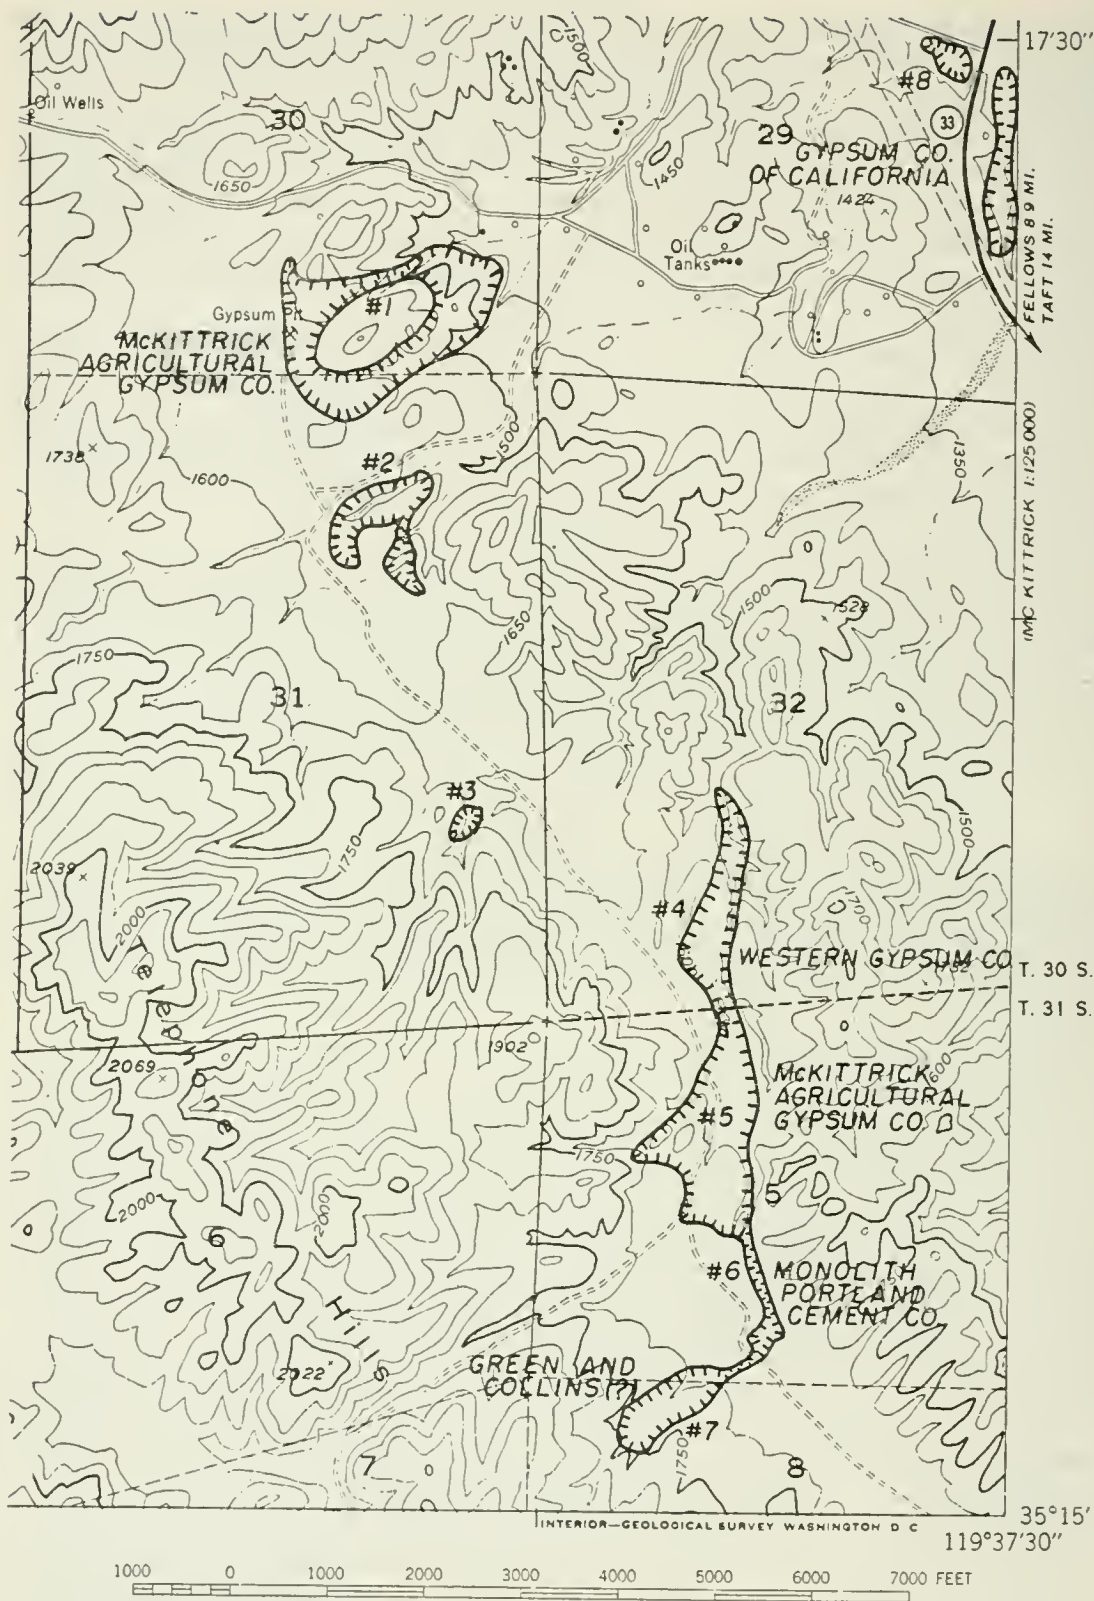 17'30"
1500
Oil Wells
#8
30
33
29
GYPSUM CO.
OF CALIFORNIA
1450
1650
1424
FELLOWS 8.9 MI.
TAFT 14 MI.
Oil
Tanks
Gypsum Pit
#1
McKITTRICK
AGRICULTURAL
GYPSUM CO.
(MC KITTRICK 1:125 000)
1738
1500
1350
#2
1600
1500
1528
1650
1750
31
32
#3
1750
1500
2039
2000
#4
1700
WESTERN GYPSUM CO.
T. 30 S.
T. 31 S.
Telephone
1902
2069
McKITTRICK
AGRICULTURAL
GYPSUM CO.
1600
#5
1750
5
2000
2000
6
#6
MONOLITH
PORTLAND
CEMENT CO.
Hills
GREEN AND
COLLINS(?)
2122
#7
1750
7
8
INTERIOR—GEOLOGICAL SURVEY WASHINGTON D C
35°15'
119°37'30"
1000 0 1000 2000 3000 4000 5000 6000 7000 FEET